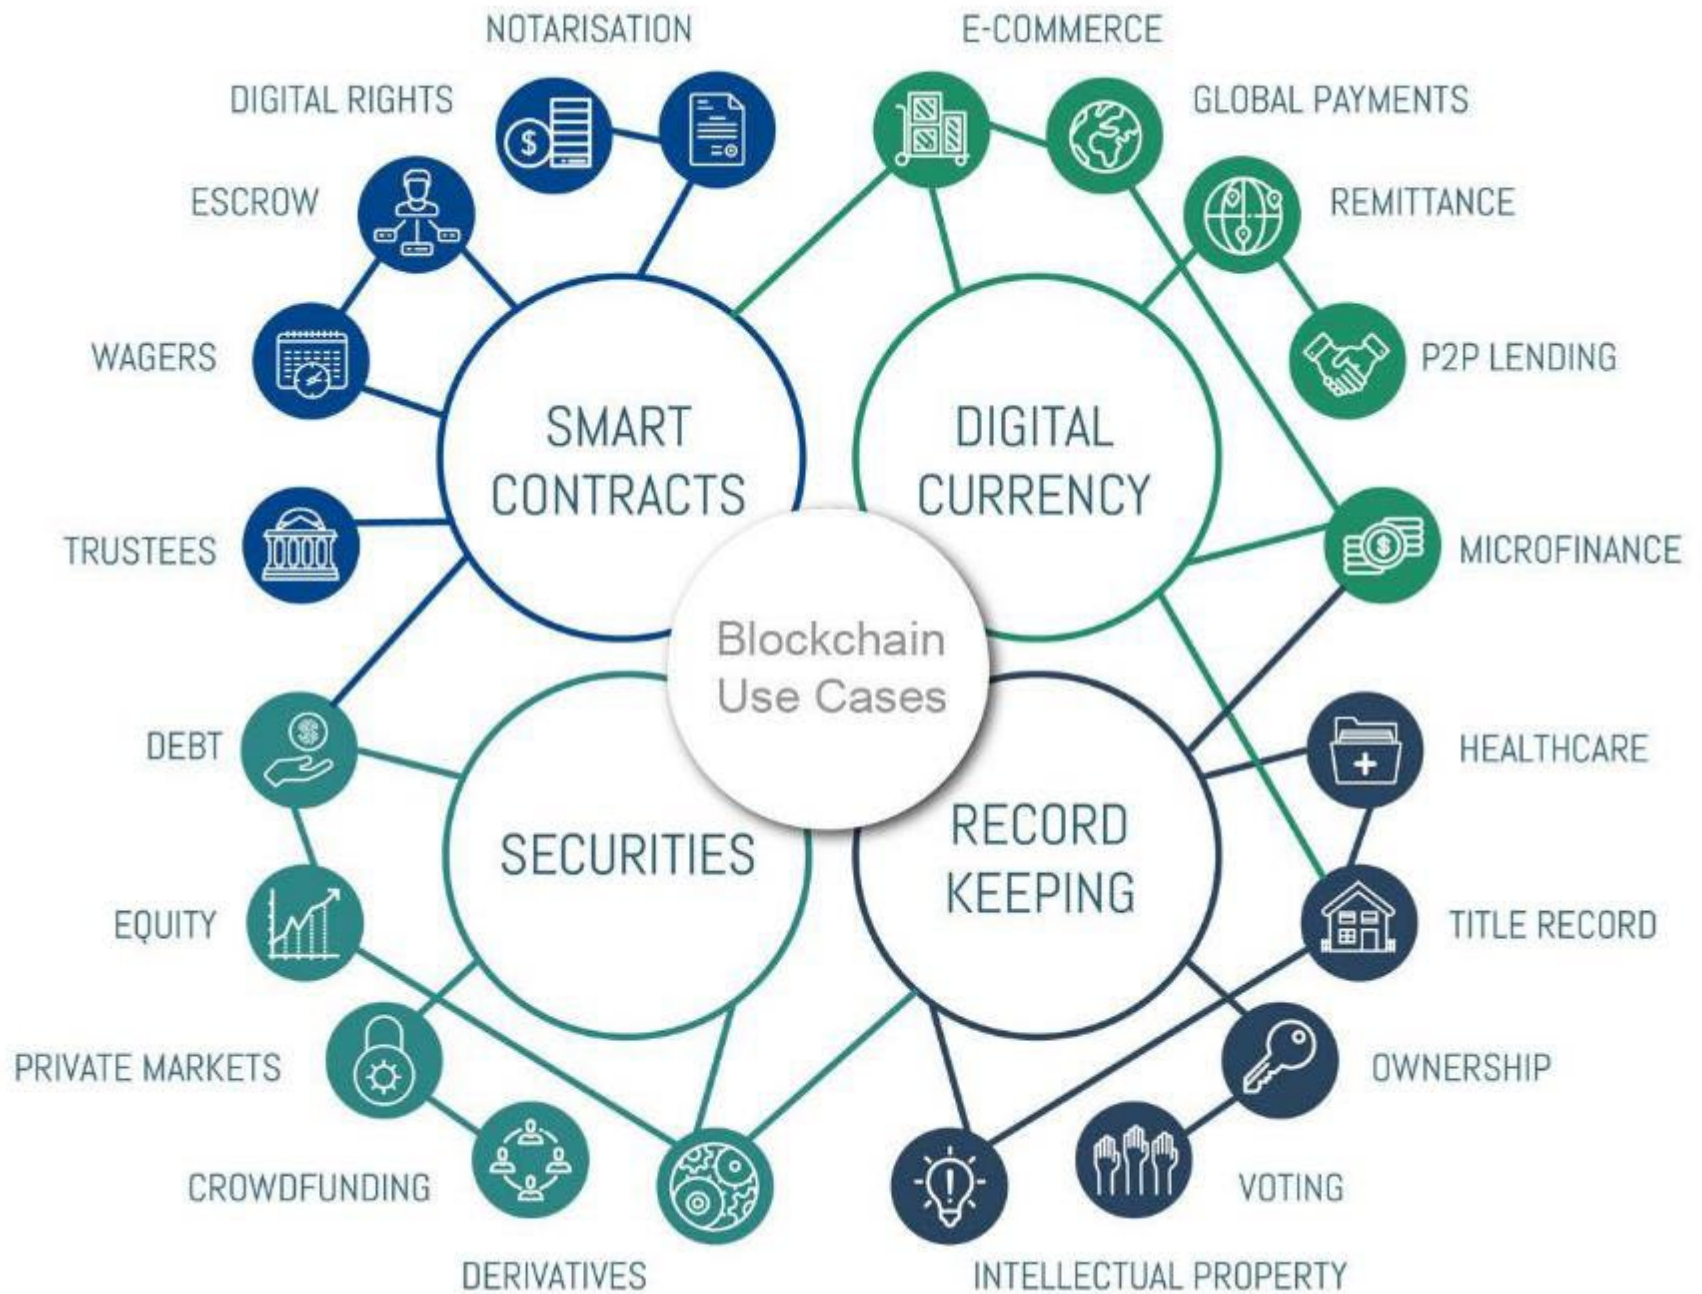 NOTARISATION
E-COMMERCE
DIGITAL RIGHTS
GLOBAL PAYMENTS
ESCROW
REMITTANCE
WAGERS
P2P LENDING
SMART
CONTRACTS
DIGITAL
CURRENCY
TRUSTEES
MICROFINANCE
Blockchain
Use Cases
DEBT
HEALTHCARE
SECURITIES
RECORD
KEEPING
EQUITY
TITLE RECORD
PRIVATE MARKETS
OWNERSHIP
CROWDFUNDING
VOTING
DERIVATIVES
INTELLECTUAL PROPERTY